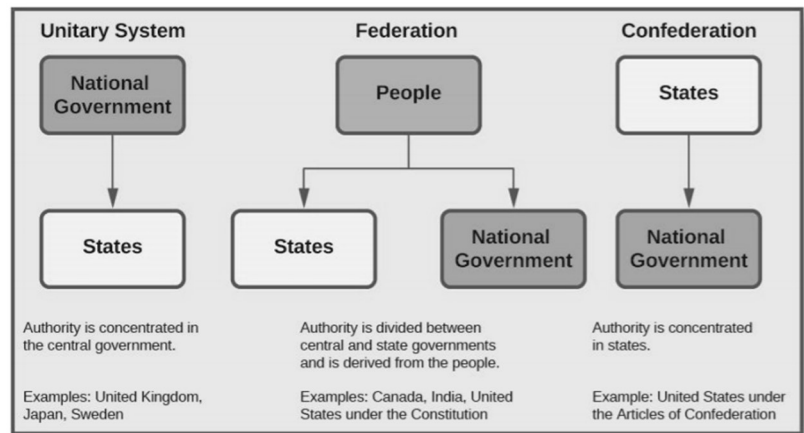 Unitary System
National
Government
States
Authority is concentrated in
the central government.
Examples: United Kingdom,
Japan, Sweden
Federation
People
States
National
Government
Authority is divided between
central and state governments
and is derived from the people.
Examples: Canada, India, United
States under the Constitution
Confederation
States
National
Government
Authority is concentrated
in states.
Example: United States under
the Articles of Confederation